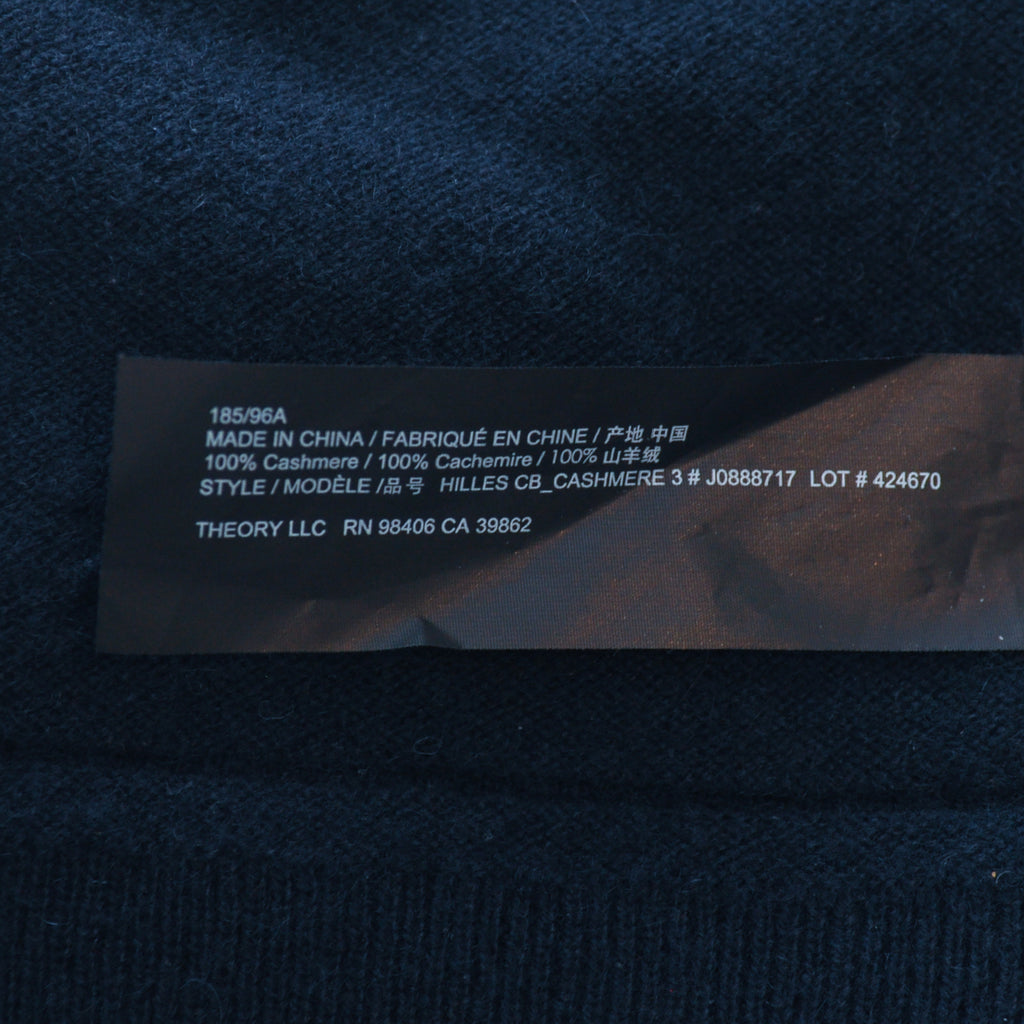 185/96A
MADE IN CHINA / FABRIQUÉ EN CHINE / 产地 中国
100% Cashmere / 100% Cachemire / 100% 山羊绒
STYLE / MODÈLE /品号 HILLES CB_CASHMERE 3 # J0888717 LOT # 424670
THEORY LLC RN 98406 CA 39862